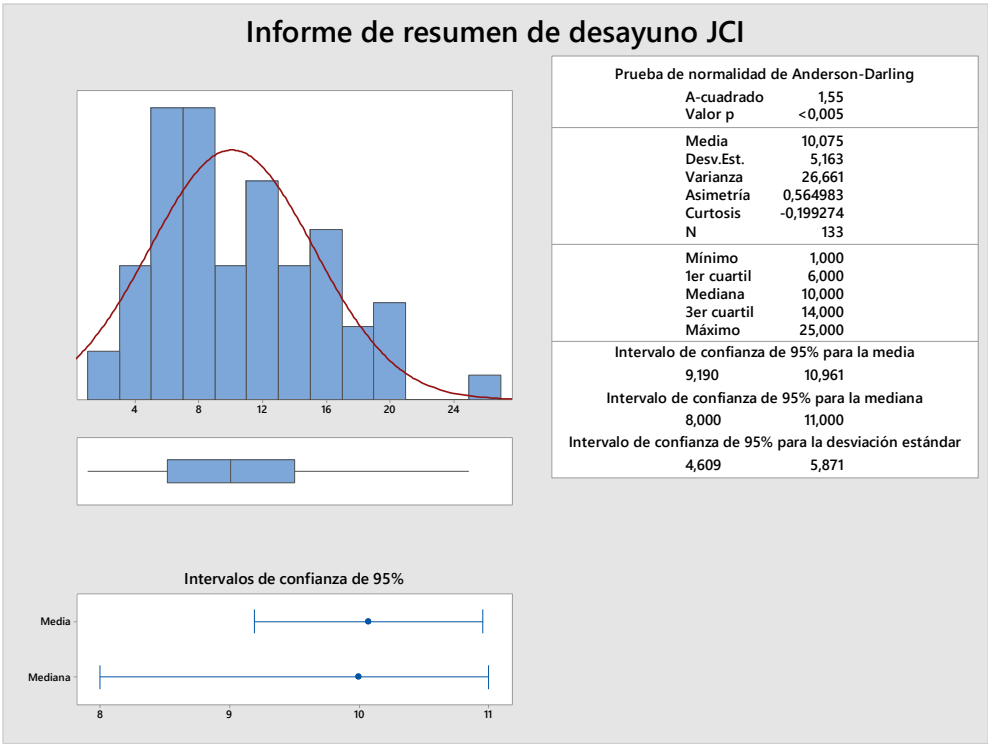 Informe de resumen de desayuno JCI
4 8 12 16 20 24
Intervalos de confianza de 95%
Media
Mediana
8 9 10 11
Prueba de normalidad de Anderson-Darling
A-cuadrado 1,55
Valor p <0,005
Media 10,075
Desv.Est. 5,163
Varianza 26,661
Asimetría 0,564983
Curtosis -0,199274
N 133
Mínimo 1,000
1er cuartil 6,000
Mediana 10,000
3er cuartil 14,000
Máximo 25,000
Intervalo de confianza de 95% para la media
9,190 10,961
Intervalo de confianza de 95% para la mediana
8,000 11,000
Intervalo de confianza de 95% para la desviación estándar
4,609 5,871